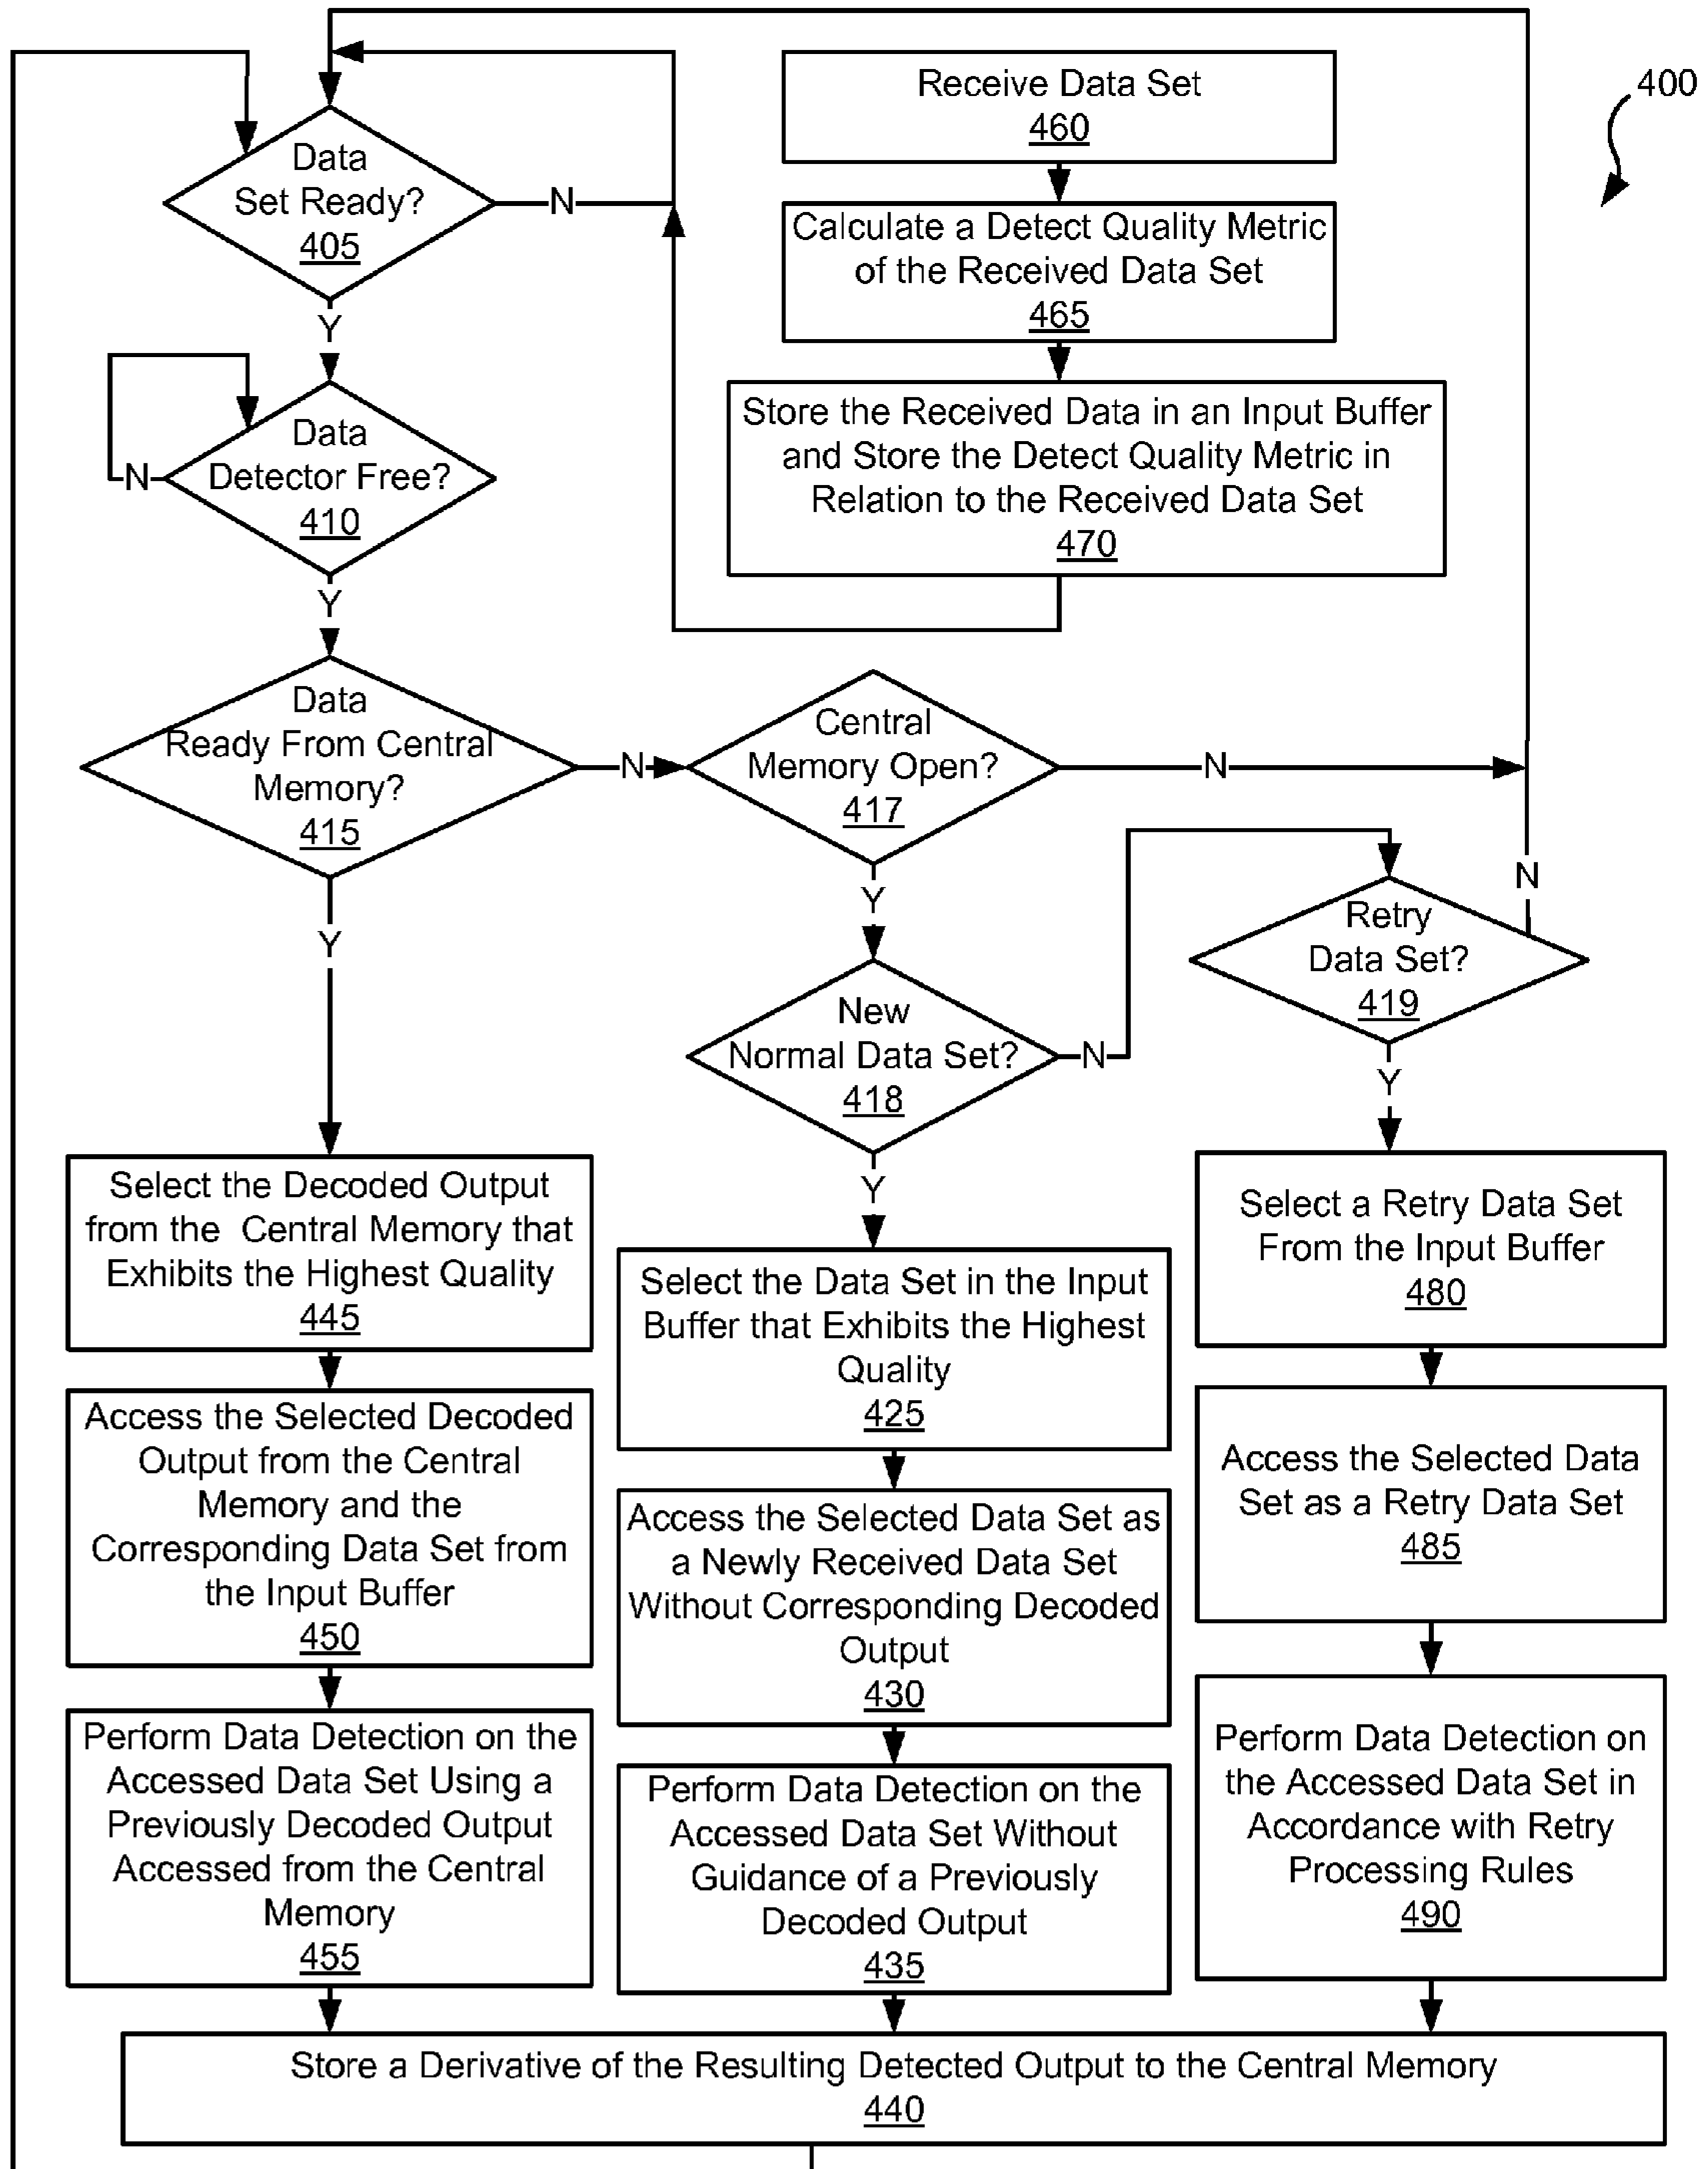 400
Data
Set Ready?
405
N
Y
Receive Data Set
460
Calculate a Detect Quality Metric
of the Received Data Set
465
Store the Received Data in an Input Buffer
and Store the Detect Quality Metric in
Relation to the Received Data Set
470
Data
Detector Free?
410
N
Y
Data
Ready From Central
Memory?
415
N
Y
Central
Memory Open?
417
N
Y
New
Normal Data Set?
418
N
Y
Retry
Data Set?
419
N
Y
Select the Decoded Output
from the Central Memory that
Exhibits the Highest Quality
445
Access the Selected Decoded
Output from the Central
Memory and the
Corresponding Data Set from
the Input Buffer
450
Perform Data Detection on the
Accessed Data Set Using a
Previously Decoded Output
Accessed from the Central
Memory
455
Select the Data Set in the Input
Buffer that Exhibits the Highest
Quality
425
Access the Selected Data Set as
a Newly Received Data Set
Without Corresponding Decoded
Output
430
Perform Data Detection on the
Accessed Data Set Without
Guidance of a Previously
Decoded Output
435
Select a Retry Data Set
From the Input Buffer
480
Access the Selected Data
Set as a Retry Data Set
485
Perform Data Detection on
the Accessed Data Set in
Accordance with Retry
Processing Rules
490
Store a Derivative of the Resulting Detected Output to the Central Memory
440